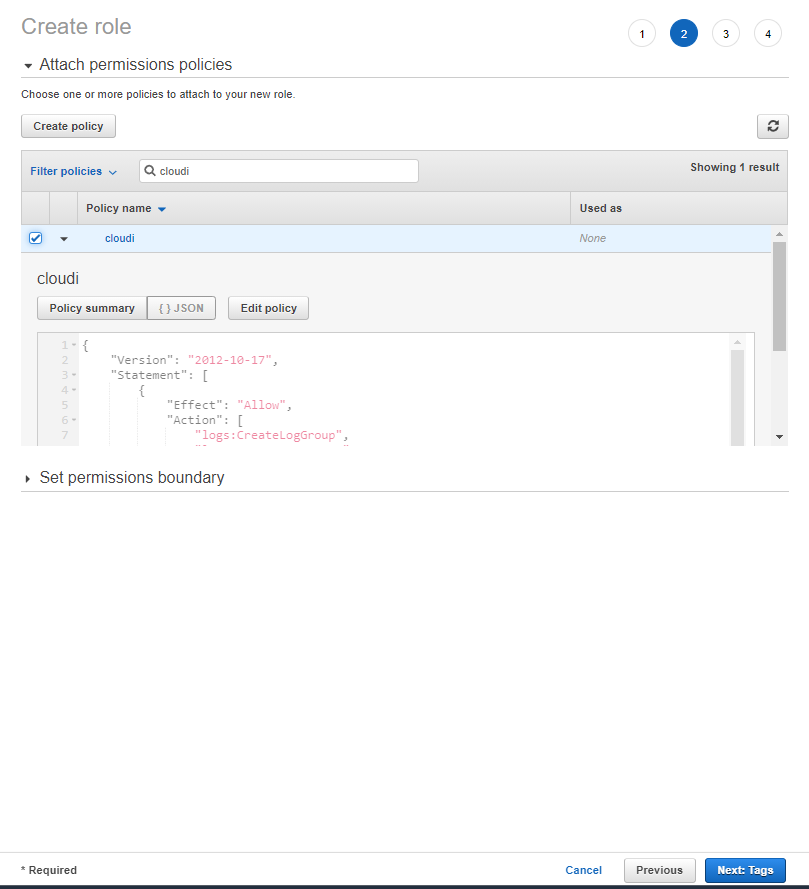 Create role
1 2 3 4
Attach permissions policies
Choose one or more policies to attach to your new role.
Create policy
Filter policies cloudi Showing 1 result
Policy name Used as
cloudi None
cloudi
Policy summary { } JSON Edit policy
1 {
2 "Version": "2012-10-17",
3 "Statement": [
4 {
5 "Effect": "Allow",
6 "Action": [
7 "logs:CreateLogGroup",
Set permissions boundary
* Required Cancel Previous Next: Tags